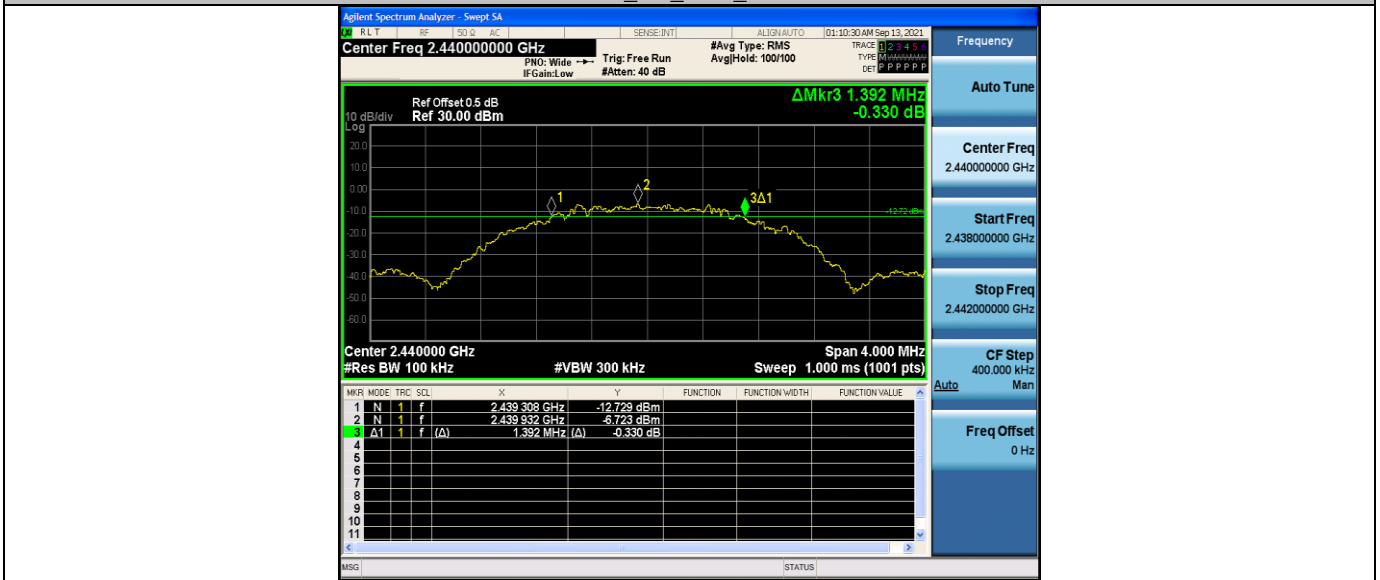 Agilent Spectrum Analyzer - Swept SA
LXI RLT RF 50 Ω AC SENSE:INT ALIGNAUTO 01:10:30 AM Sep 13, 2021
Center Freq 2.440000000 GHz
#Avg Type: RMS
TRACE 1 2 3 4 5 6
PNO: Wide
Trig: Free Run
Avg|Hold: 100/100
TYPE M
IFGain:Low
#Atten: 40 dB
DET P P P P P P
Frequency
Auto Tune
ΔMkr3 1.392 MHz
Ref Offset 0.5 dB
-0.330 dB
10 dB/div Ref 30.00 dBm
Log
20.0
10.0
0.00
-10.0
-20.0
-30.0
-40.0
-50.0
-60.0
1
2
3Δ1
-12.72 dBm
Center Freq
2.440000000 GHz
Start Freq
2.438000000 GHz
Stop Freq
2.442000000 GHz
Center 2.440000 GHz Span 4.000 MHz
#Res BW 100 kHz #VBW 300 kHz Sweep 1.000 ms (1001 pts)
CF Step
400.000 kHz
Auto Man
MKR MODE TRC SCL X Y FUNCTION FUNCTION WIDTH FUNCTION VALUE
1 N 1 f 2.439 308 GHz -12.729 dBm
2 N 1 f 2.439 932 GHz -6.723 dBm
3 Δ1 1 f (Δ) 1.392 MHz (Δ) -0.330 dB
4
5
6
7
8
9
10
11
Freq Offset
0 Hz
MSG STATUS